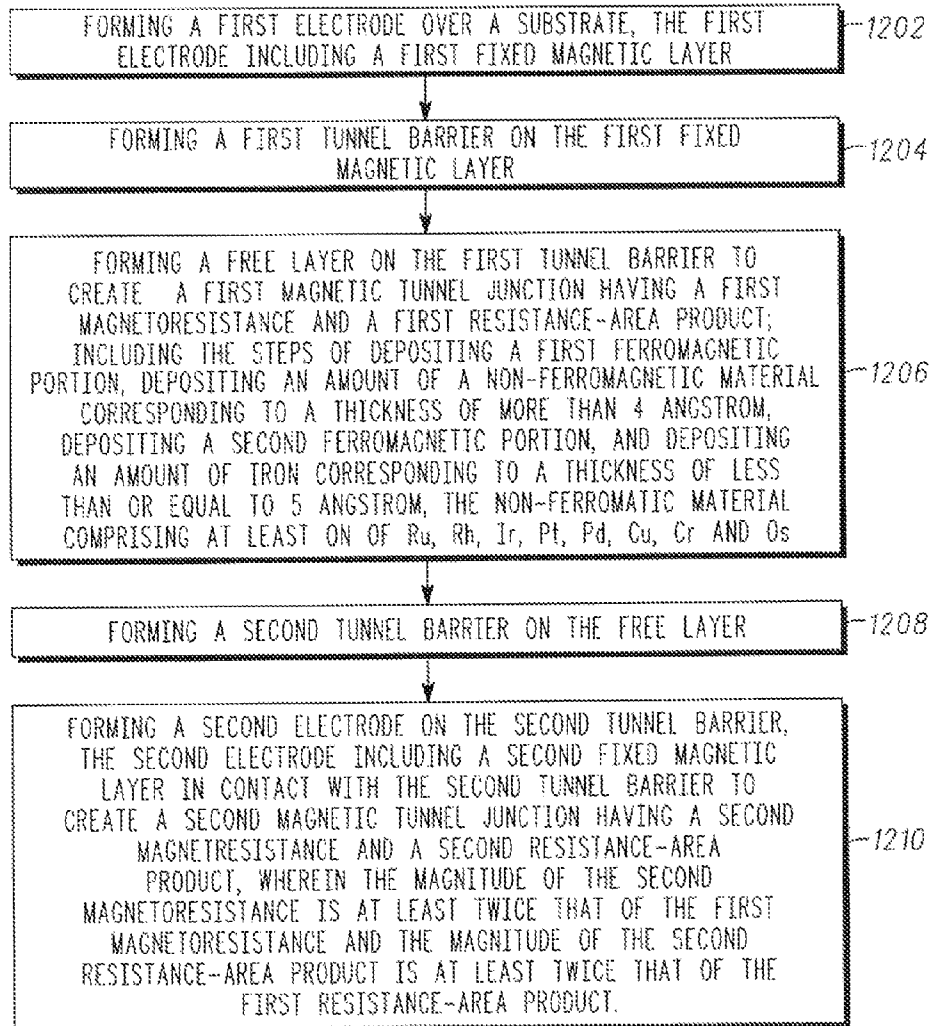 FORMING A FIRST ELECTRODE OVER A SUBSTRATE, THE FIRST
ELECTRODE INCLUDING A FIRST FIXED MAGNETIC LAYER
1202
FORMING A FIRST TUNNEL BARRIER ON THE FIRST FIXED
MAGNETIC LAYER
1204
FORMING A FREE LAYER ON THE FIRST TUNNEL BARRIER TO
CREATE A FIRST MAGNETIC TUNNEL JUNCTION HAVING A FIRST
MAGNETORESISTANCE AND A FIRST RESISTANCE-AREA PRODUCT;
INCLUDING THE STEPS OF DEPOSITING A FIRST FERROMAGNETIC
PORTION, DEPOSITING AN AMOUNT OF A NON-FERROMAGNETIC MATERIAL
CORRESPONDING TO A THICKNESS OF MORE THAN 4 ANGSTROM,
DEPOSITING A SECOND FERROMAGNETIC PORTION, AND DEPOSITING
AN AMOUNT OF IRON CORRESPONDING TO A THICKNESS OF LESS
THAN OR EQUAL TO 5 ANGSTROM, THE NON-FERROMATIC MATERIAL
COMPRISING AT LEAST ON OF Ru, Rh, Ir, Pt, Pd, Cu, Cr AND Os
1206
FORMING A SECOND TUNNEL BARRIER ON THE FREE LAYER
1208
FORMING A SECOND ELECTRODE ON THE SECOND TUNNEL BARRIER,
THE SECOND ELECTRODE INCLUDING A SECOND FIXED MAGNETIC
LAYER IN CONTACT WITH THE SECOND TUNNEL BARRIER TO
CREATE A SECOND MAGNETIC TUNNEL JUNCTION HAVING A SECOND
MAGNETRESISTANCE AND A SECOND RESISTANCE-AREA
PRODUCT, WHEREIN THE MAGNITUDE OF THE SECOND
MAGNETORESISTANCE IS AT LEAST TWICE THAT OF THE FIRST
MAGNETORESISTANCE AND THE MAGNITUDE OF THE SECOND
RESISTANCE-AREA PRODUCT IS AT LEAST TWICE THAT OF THE
FIRST RESISTANCE-AREA PRODUCT.
1210